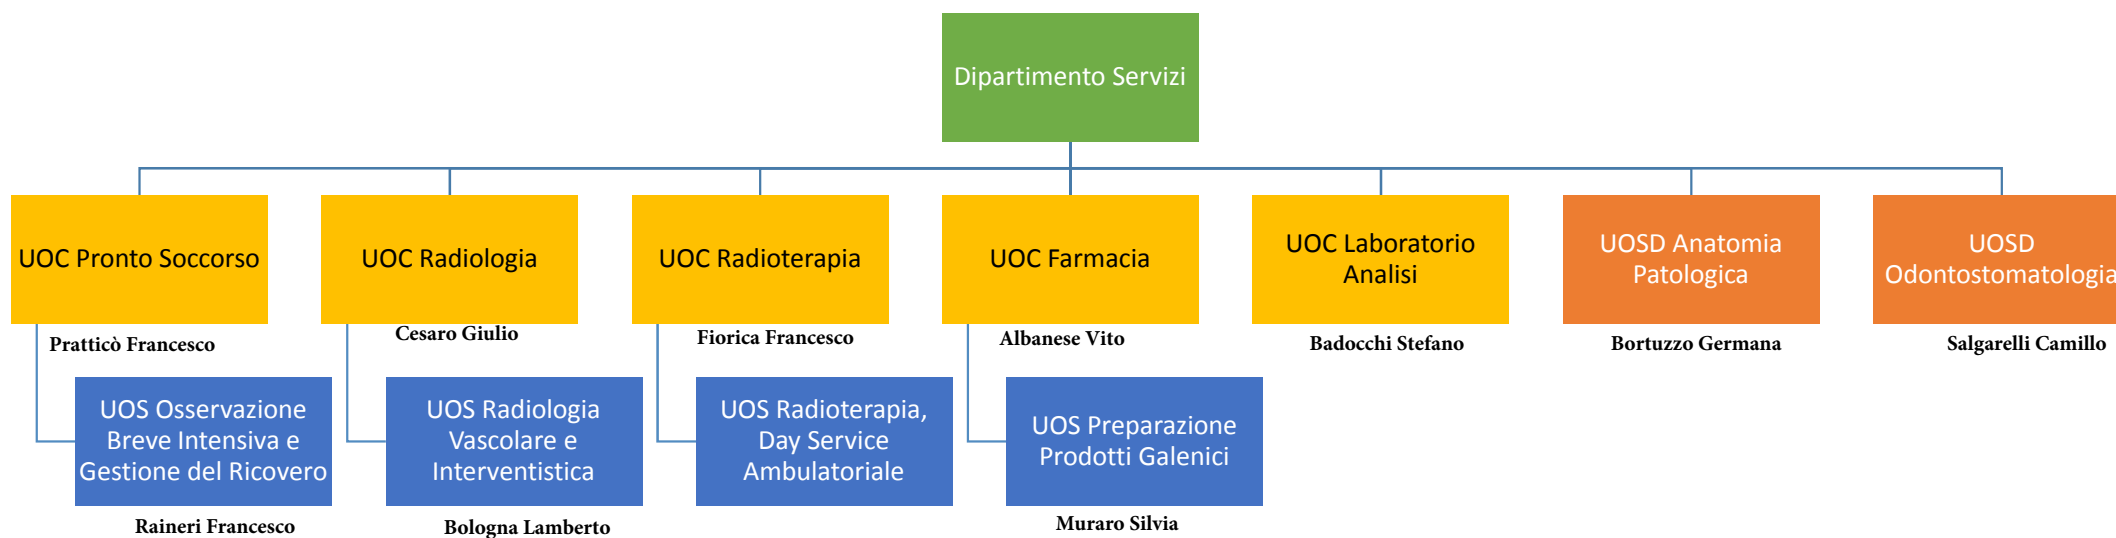 Dipartimento Servizi
UOC Pronto Soccorso
UOC Radiologia
UOC Radioterapia
UOC Farmacia
UOC Laboratorio
Analisi
UOSD Anatomia
Patologica
UOSD
Odontostomatologia
Pratticò Francesco
Cesaro Giulio
Fiorica Francesco
Albanese Vito
Badocchi Stefano
Bortuzzo Germana
Salgarelli Camillo
UOS Osservazione
Breve Intensiva e
Gestione del Ricovero
UOS Radiologia
Vascolare e
Interventistica
UOS Radioterapia,
Day Service
Ambulatoriale
UOS Preparazione
Prodotti Galenici
Raineri Francesco
Bologna Lamberto
Muraro Silvia